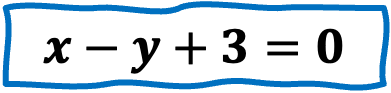 x − y + 3 = 0